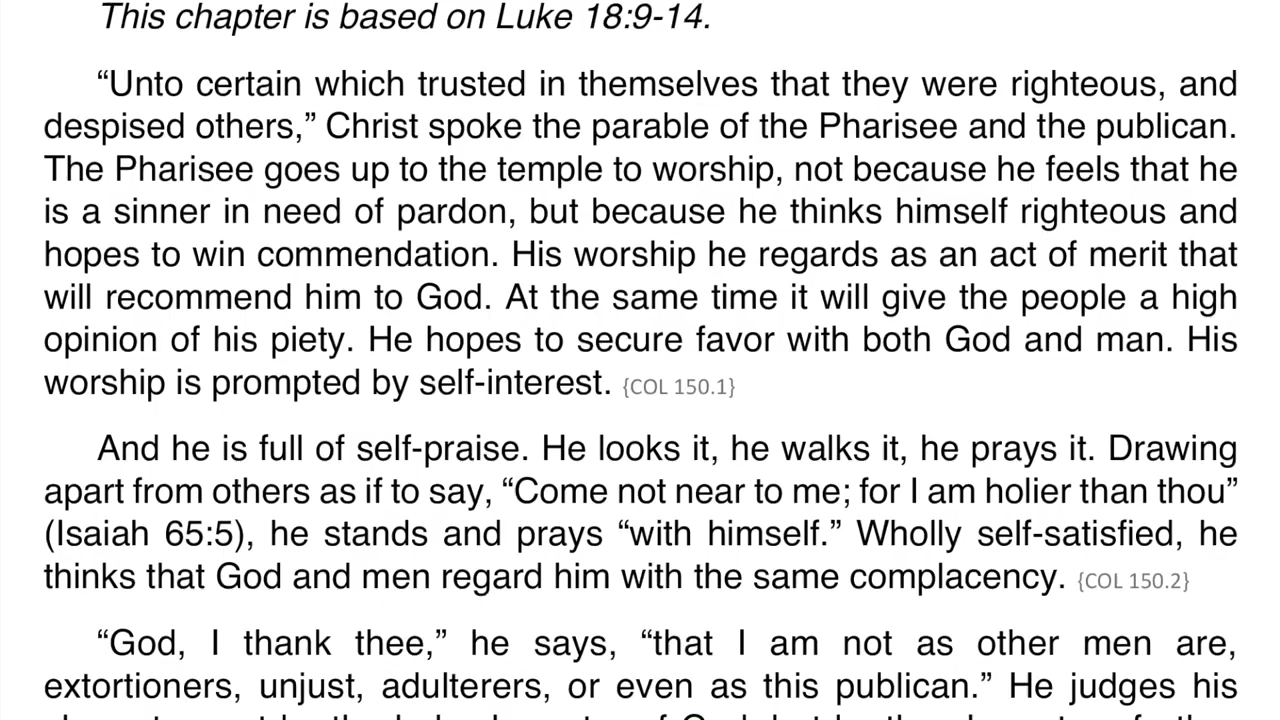 This chapter is based on Luke 18:9-14.
“Unto certain which trusted in themselves that they were righteous, and
despised others,” Christ spoke the parable of the Pharisee and the publican.
The Pharisee goes up to the temple to worship, not because he feels that he
is a sinner in need of pardon, but because he thinks himself righteous and
hopes to win commendation. His worship he regards as an act of merit that
will recommend him to God. At the same time it will give the people a high
opinion of his piety. He hopes to secure favor with both God and man. His
worship is prompted by self-interest. {COL 150.1}
And he is full of self-praise. He looks it, he walks it, he prays it. Drawing
apart from others as if to say, “Come not near to me; for I am holier than thou”
(Isaiah 65:5), he stands and prays “with himself.” Wholly self-satisfied, he
thinks that God and men regard him with the same complacency. {COL 150.2}
“God, I thank thee,” he says, “that I am not as other men are,
extortioners, unjust, adulterers, or even as this publican.” He judges his